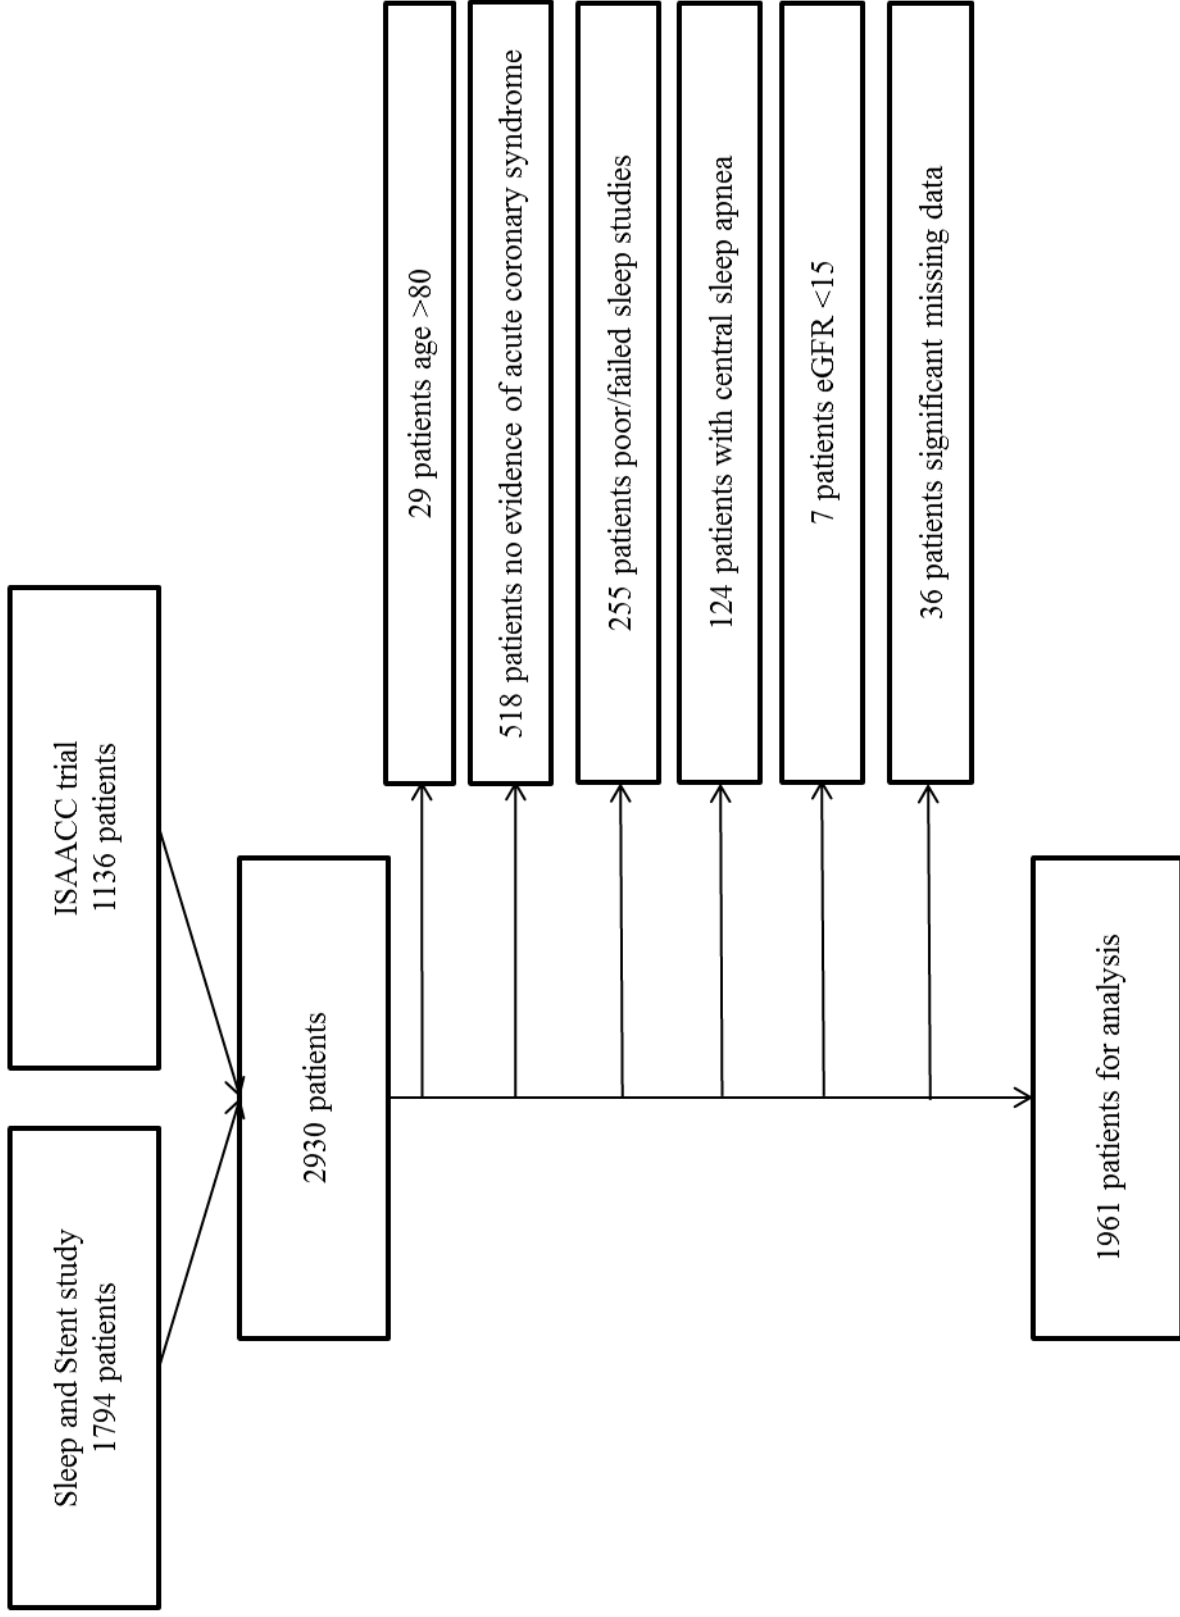 Sleep and Stent study
1794 patients
ISAACC trial
1136 patients
2930 patients
29 patients age >80
518 patients no evidence of acute coronary syndrome
255 patients poor/failed sleep studies
124 patients with central sleep apnea
7 patients eGFR <15
36 patients significant missing data
1961 patients for analysis